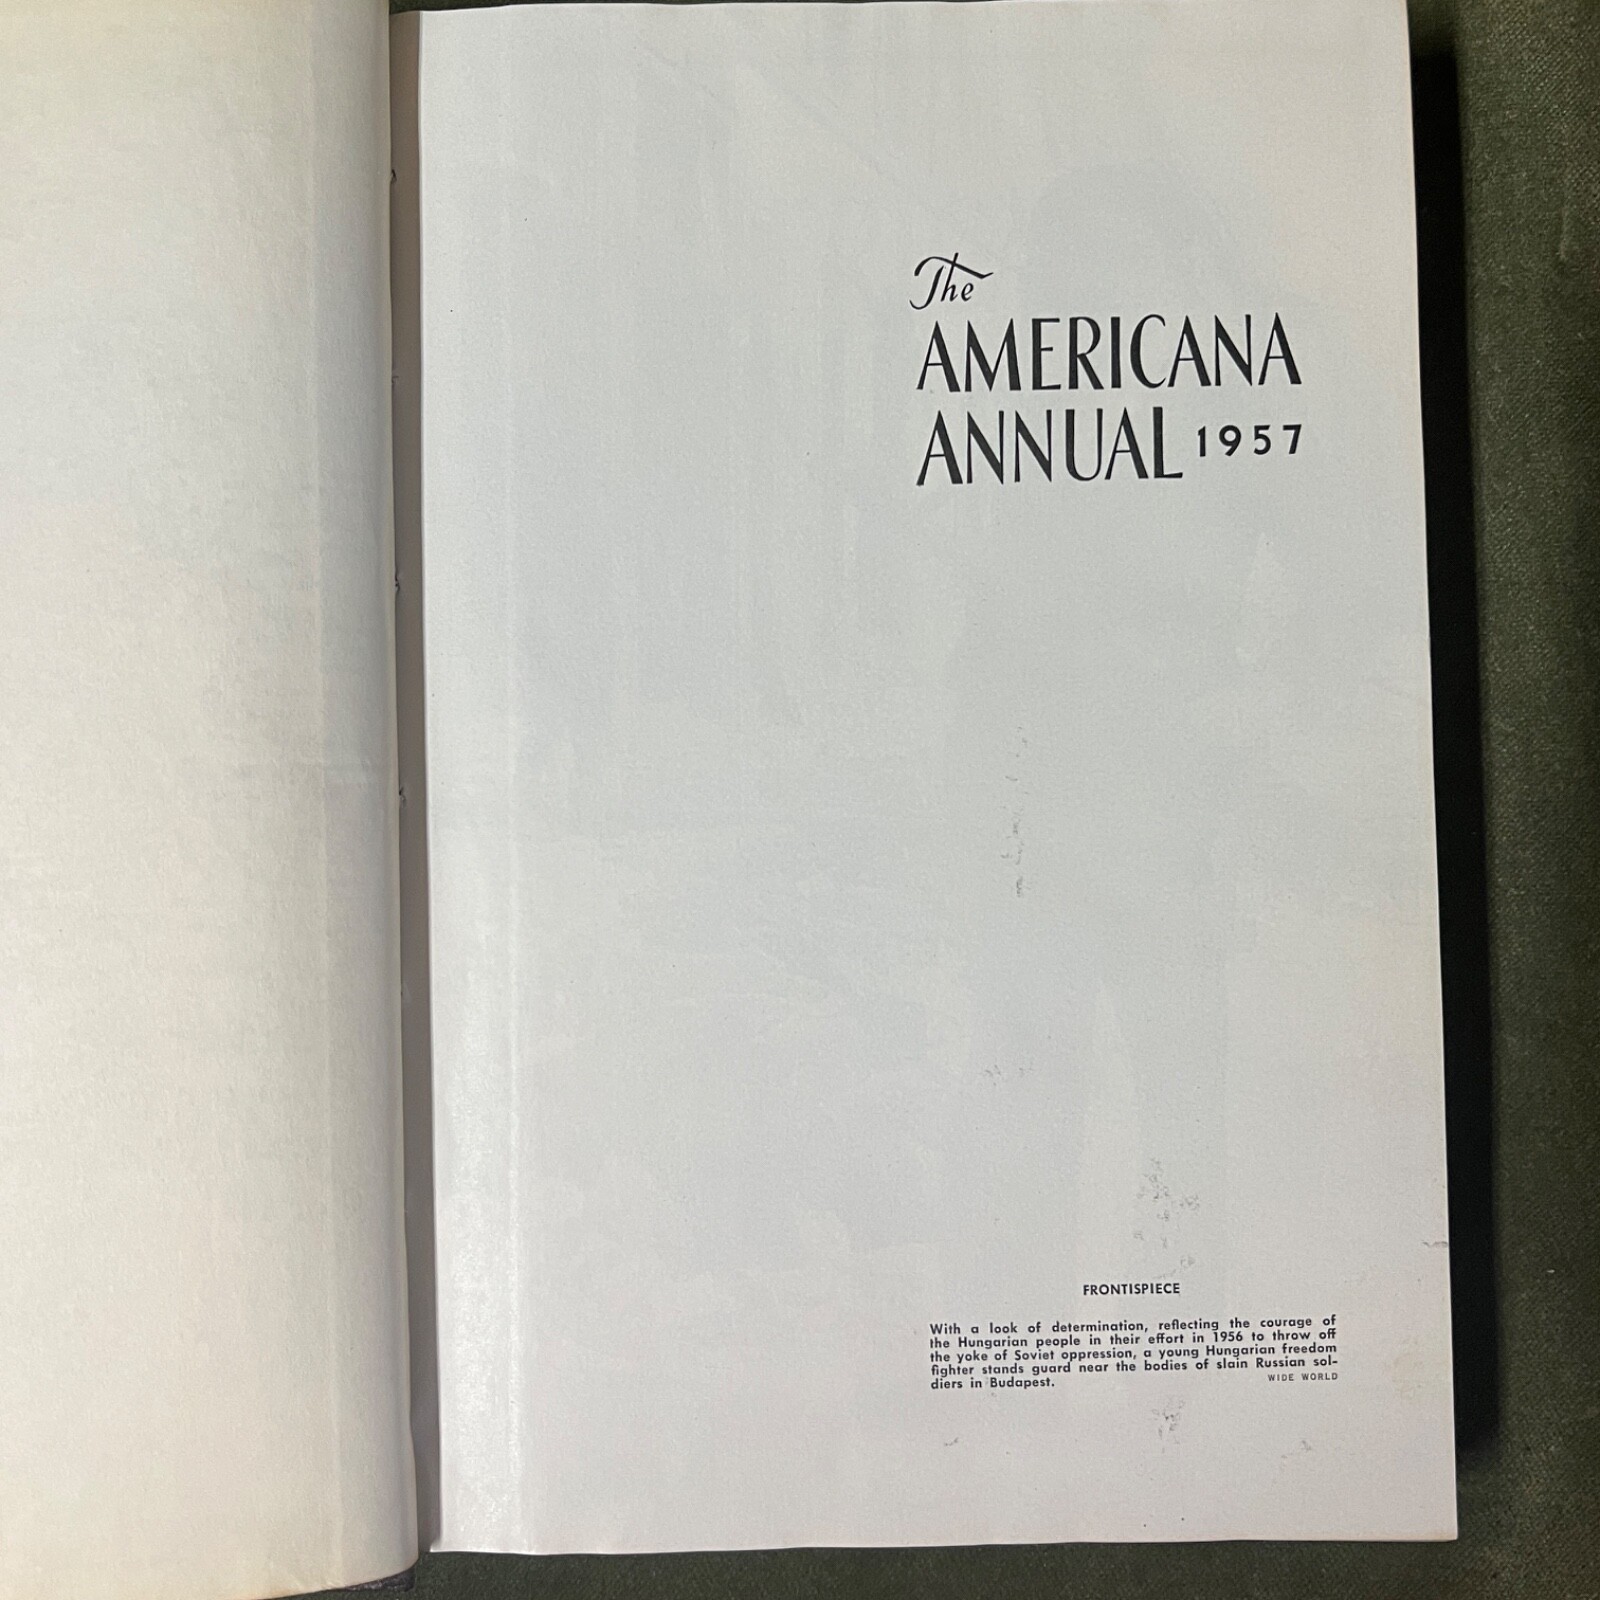 The
AMERICANA
ANNUAL 1957
FRONTISPIECE
With a look of determination, reflecting the courage of
the Hungarian people in their effort in 1956 to throw off
the yoke of Soviet oppression, a young Hungarian freedom
fighter stands guard near the bodies of slain Russian sol-
diers in Budapest. WIDE WORLD